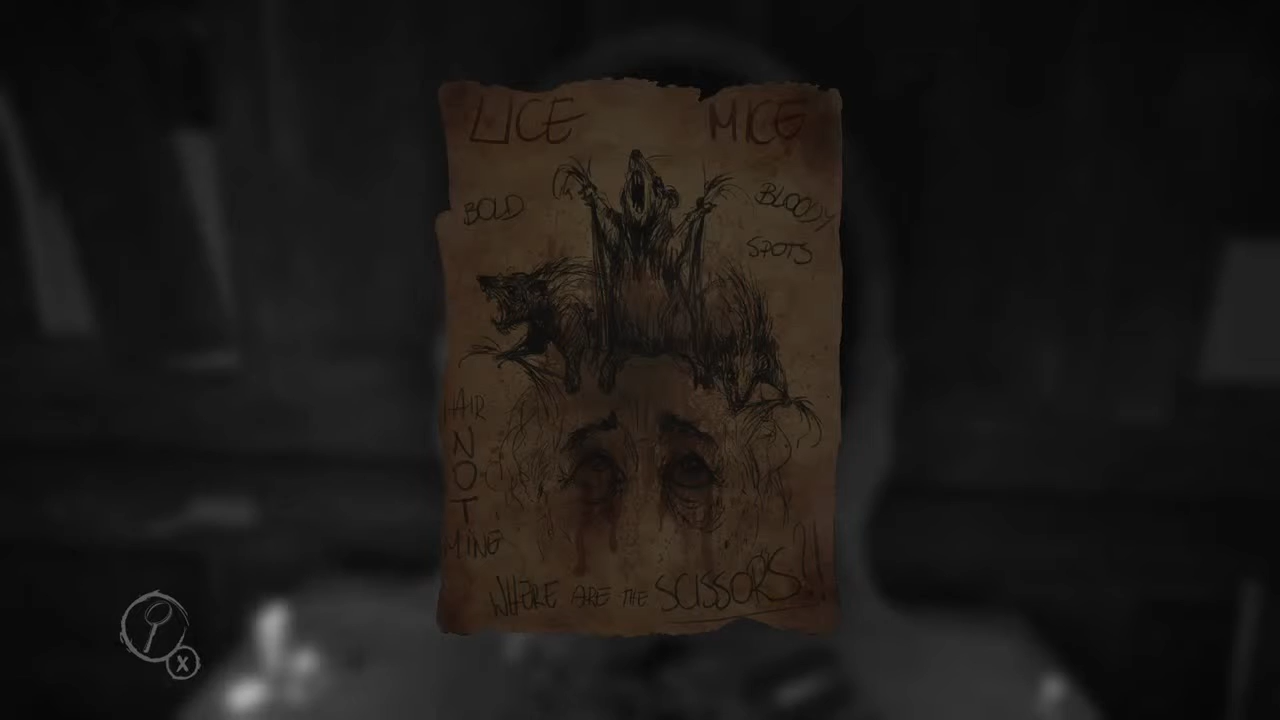 LICE MICE
BOLD BLOODY
SPOTS
HAIR
NOT
MINE
WHERE ARE THE SCISSORS?!!
X